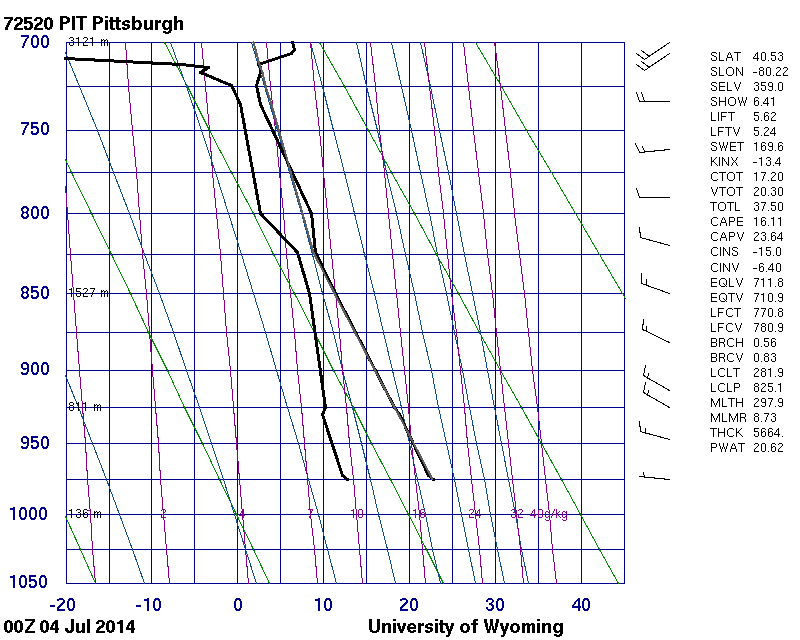 72520 PIT Pittsburgh
700
3121 m
750
800
850
1527 m
900
811 m
950
1000
136 m 2 4 7 10 16 24 32 40g/kg
1050
-20 -10 0 10 20 30 40
00Z 04 Jul 2014 University of Wyoming
SLAT 40.53
SLON -80.22
SELV 359.0
SHOW 6.41
LIFT 5.62
LFTV 5.24
SWET 169.6
KINX -13.4
CTOT 17.20
VTOT 20.30
TOTL 37.50
CAPE 16.11
CAPV 23.64
CINS -15.0
CINV -6.40
EQLV 711.8
EQTV 710.9
LFCT 770.8
LFCV 780.9
BRCH 0.56
BRCV 0.83
LCLT 281.9
LCLP 825.1
MLTH 297.9
MLMR 8.73
THCK 5664.
PWAT 20.62